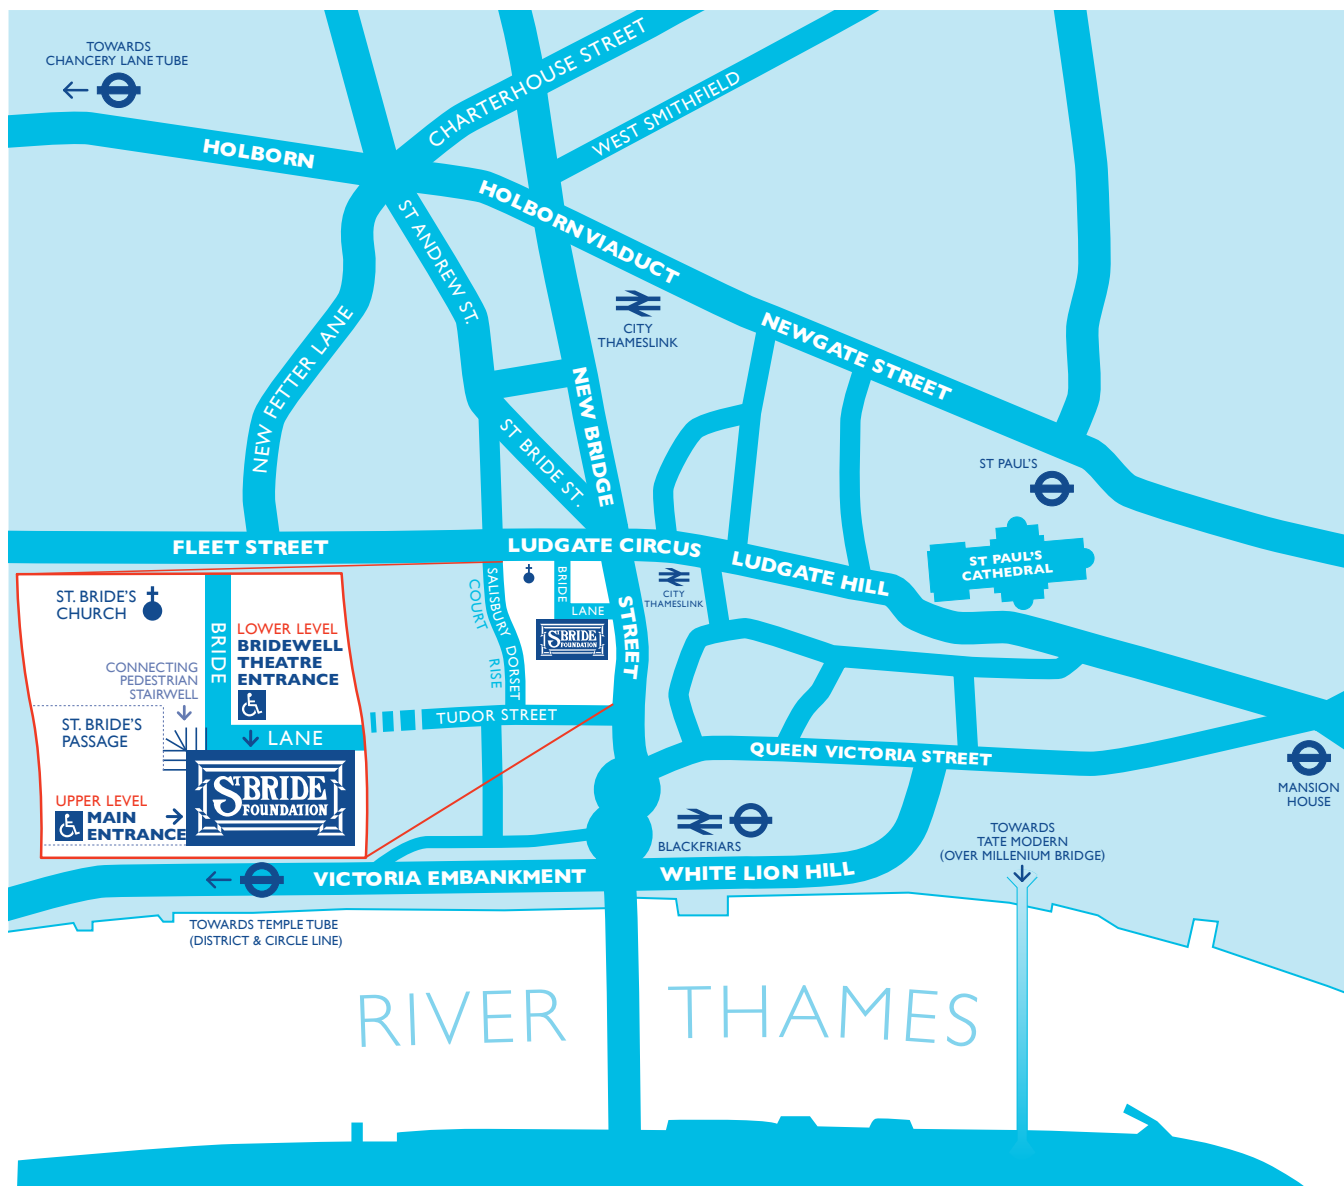 TOWARDS
CHANCERY LANE TUBE
CHARTERHOUSE STREET
WEST SMITHFIELD
HOLBORN
HOLBORN VIADUCT
ST ANDREW ST.
NEW FETTER LANE
CITY
THAMESLINK
NEWGATE STREET
NEW BRIDGE
ST BRIDE ST.
ST PAUL'S
ST PAUL'S
CATHEDRAL
FLEET STREET
LUDGATE CIRCUS
LUDGATE HILL
ST. BRIDE'S
CHURCH
BRIDE
LOWER LEVEL
BRIDEWELL
THEATRE
ENTRANCE
CONNECTING
PEDESTRIAN
STAIRWELL
ST. BRIDE'S
PASSAGE
LANE
ST BRIDE
FOUNDATION
UPPER LEVEL
MAIN
ENTRANCE
SALISBURY
COURT
DORSET
RISE
BRIDE
LANE
ST BRIDE
FOUNDATION
STREET
CITY
THAMESLINK
TUDOR STREET
QUEEN VICTORIA STREET
MANSION
HOUSE
BLACKFRIARS
TOWARDS
TATE MODERN
(OVER MILLENIUM BRIDGE)
VICTORIA EMBANKMENT
WHITE LION HILL
TOWARDS TEMPLE TUBE
(DISTRICT & CIRCLE LINE)
RIVER THAMES